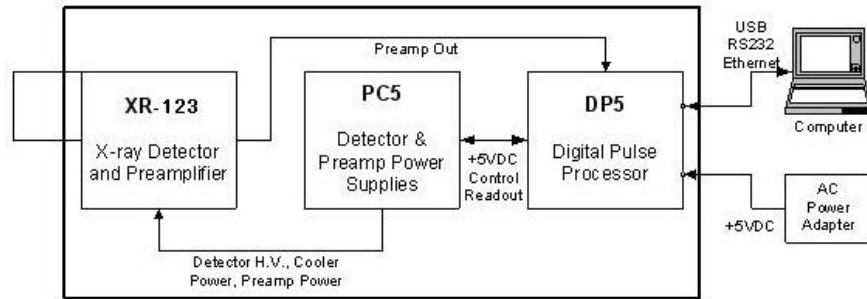 Preamp Out
XR-123
X-ray Detector
and Preamplifier
PC5
Detector &
Preamp Power
Supplies
+5VDC
Control
Readout
DP5
Digital Pulse
Processor
Detector H.V., Cooler
Power, Preamp Power
USB
RS232
Ethernet
Computer
+5VDC
AC
Power
Adapter